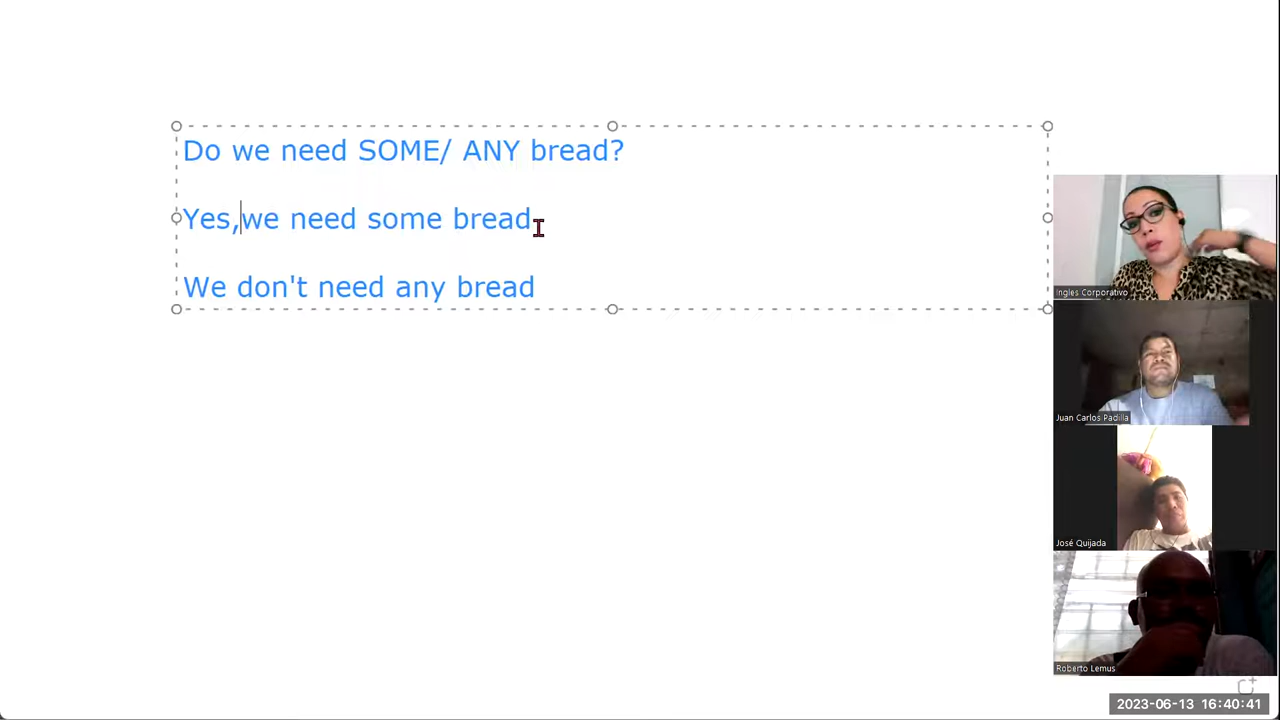 Do we need SOME/ ANY bread?
Yes,we need some bread
We don't need any bread
Ingles Corporativo
Juan Carlos Padilla
José Quijada
Roberto Lemus
2023-06-13 16:40:41